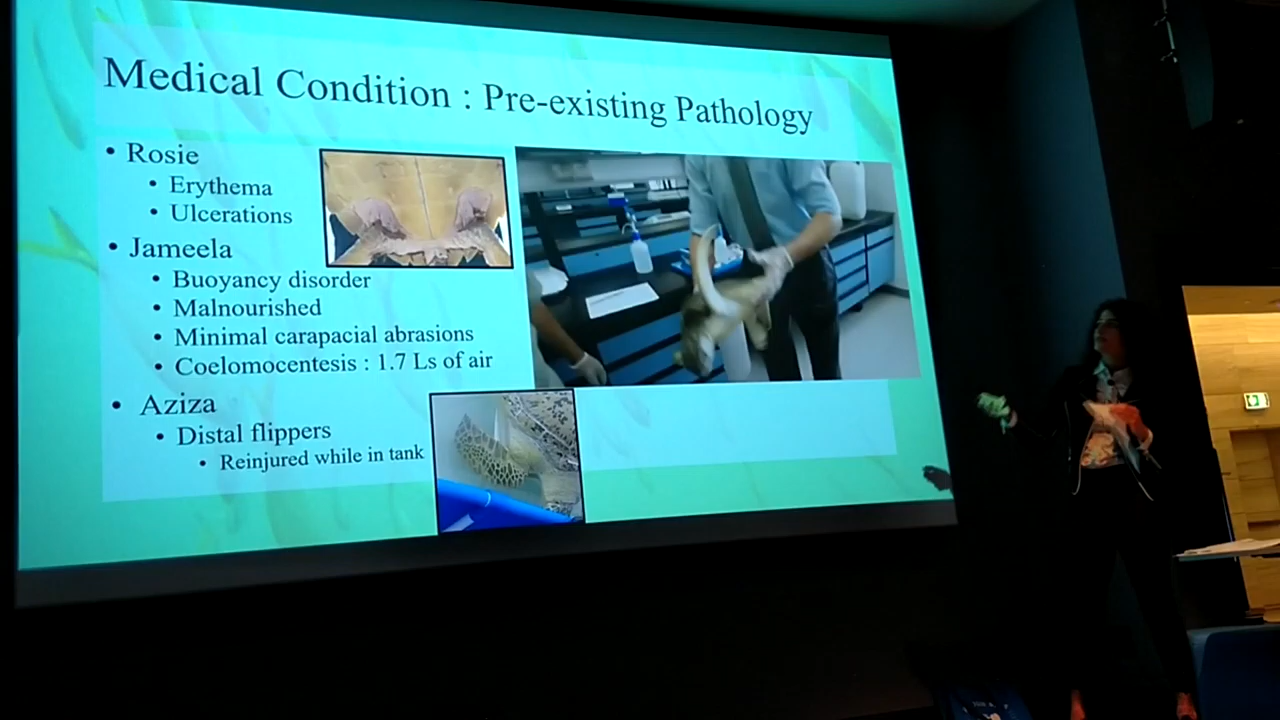 Medical Condition : Pre-existing Pathology
• Rosie
• Erythema
• Ulcerations
• Jameela
• Buoyancy disorder
• Malnourished
• Minimal carapacial abrasions
• Coelomocentesis : 1.7 Ls of air
• Aziza
• Distal flippers
• Reinjured while in tank